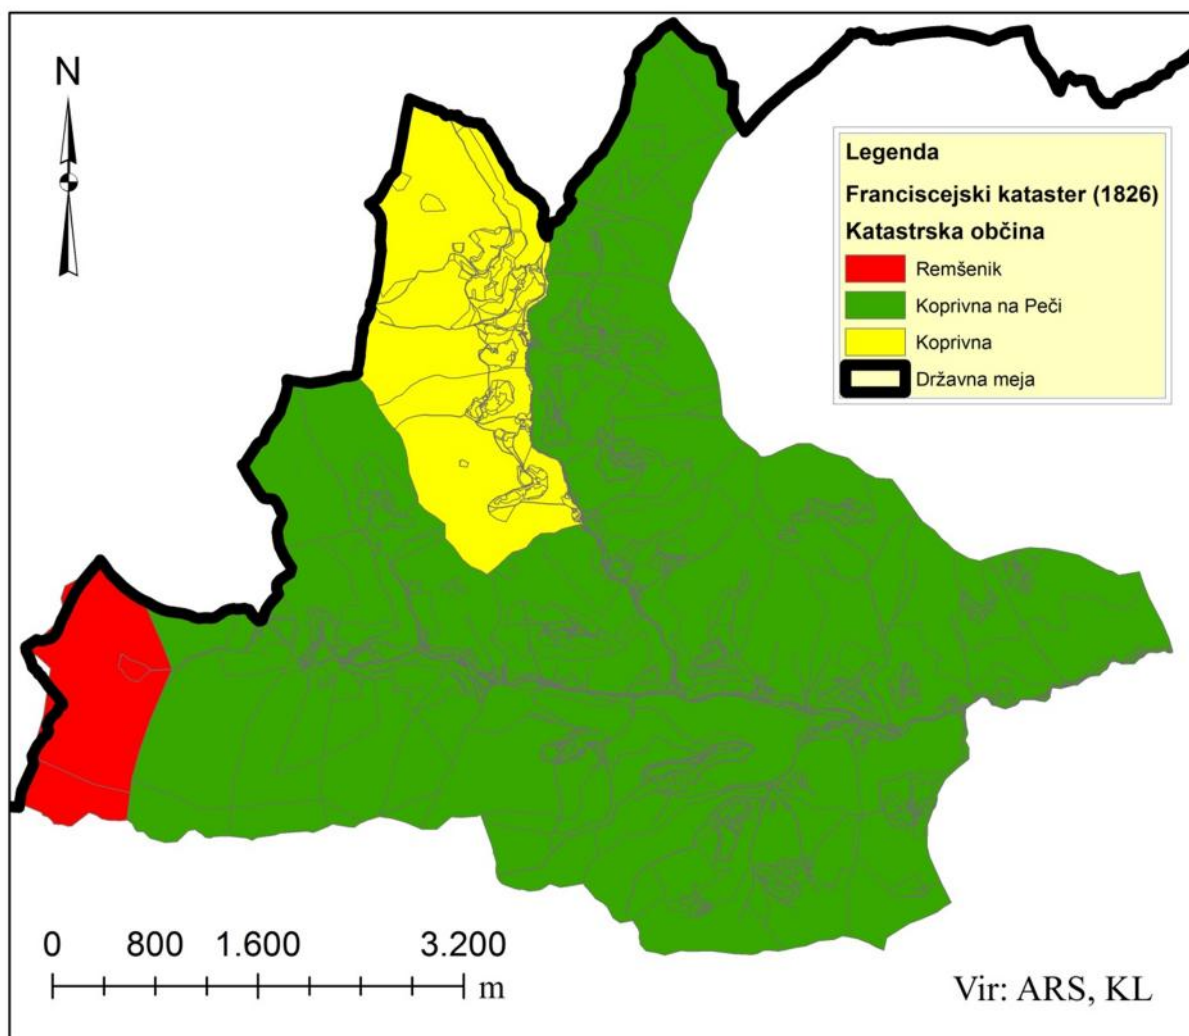 N
Legenda
Franciscejski kataster (1826)
Katastrska občina
Remšenik
Koprivna na Peči
Koprivna
Državna meja
0 800 1.600 3.200
m
Vir: ARS, KL